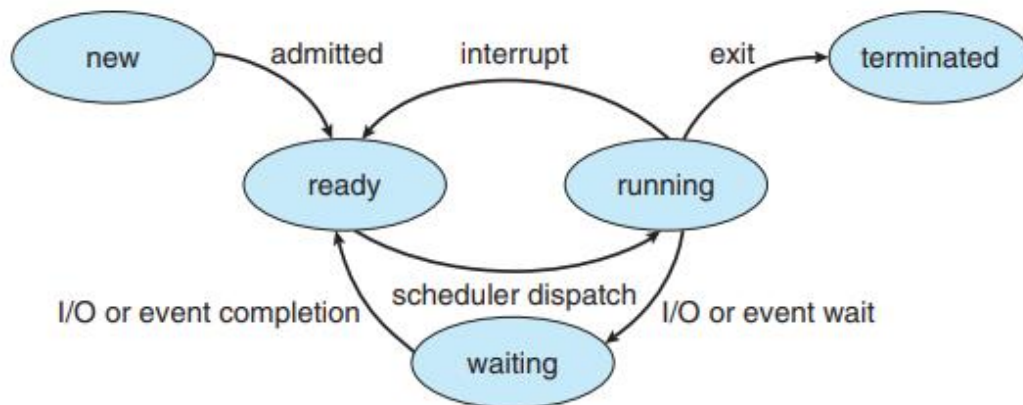 new
admitted
interrupt
exit
terminated
ready
running
I/O or event completion
scheduler dispatch
I/O or event wait
waiting